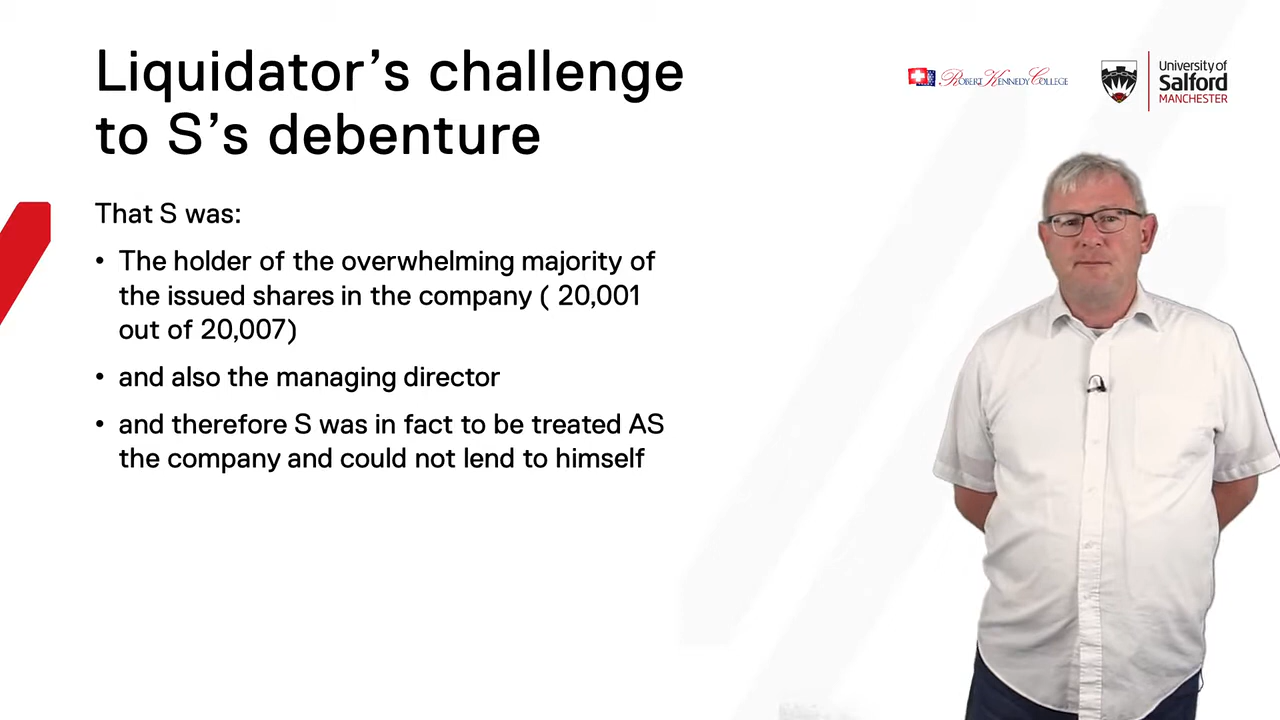 Liquidator’s challenge
to S’s debenture
ROBERT KENNEDY COLLEGE
University of
Salford
MANCHESTER
That S was:
• The holder of the overwhelming majority of
the issued shares in the company ( 20,001
out of 20,007)
• and also the managing director
• and therefore S was in fact to be treated AS
the company and could not lend to himself